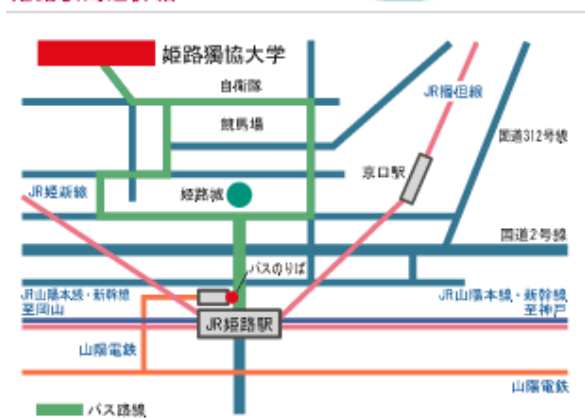 姫路獨協大学
自衛隊
JR播但線
競馬場
国道312号線
京口駅
JR姫新線
姫路城
国道2号線
バスのりば
JR山陽本線・新幹線
至岡山
JR山陽本線・新幹線
至神戸
JR姫路駅
山陽電鉄
山陽電鉄
バス路線